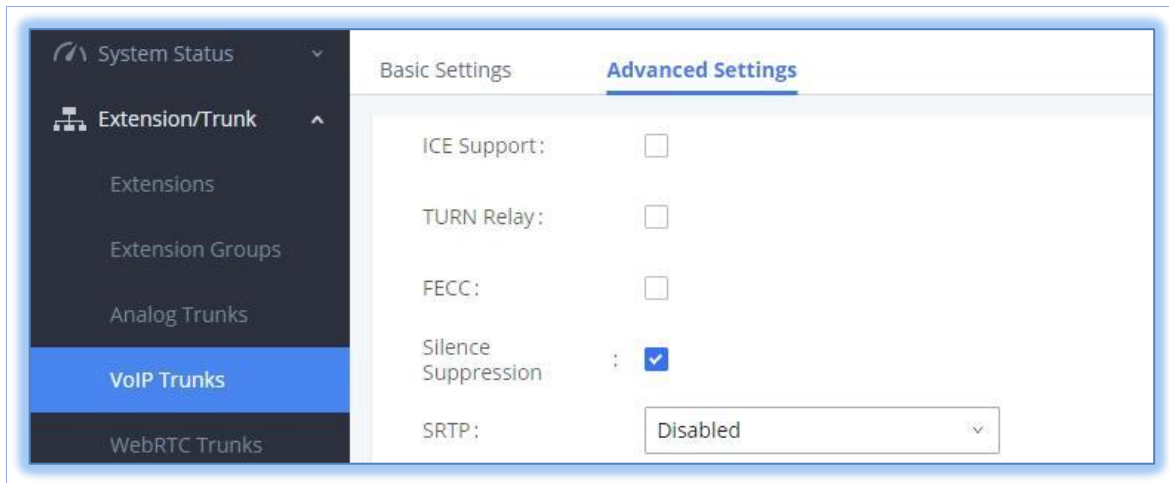 System Status
Extension/Trunk
Extensions
Extension Groups
Analog Trunks
VoIP Trunks
WebRTC Trunks
Basic Settings
Advanced Settings
ICE Support:
TURN Relay:
FECC:
Silence
Suppression :
SRTP:
Disabled